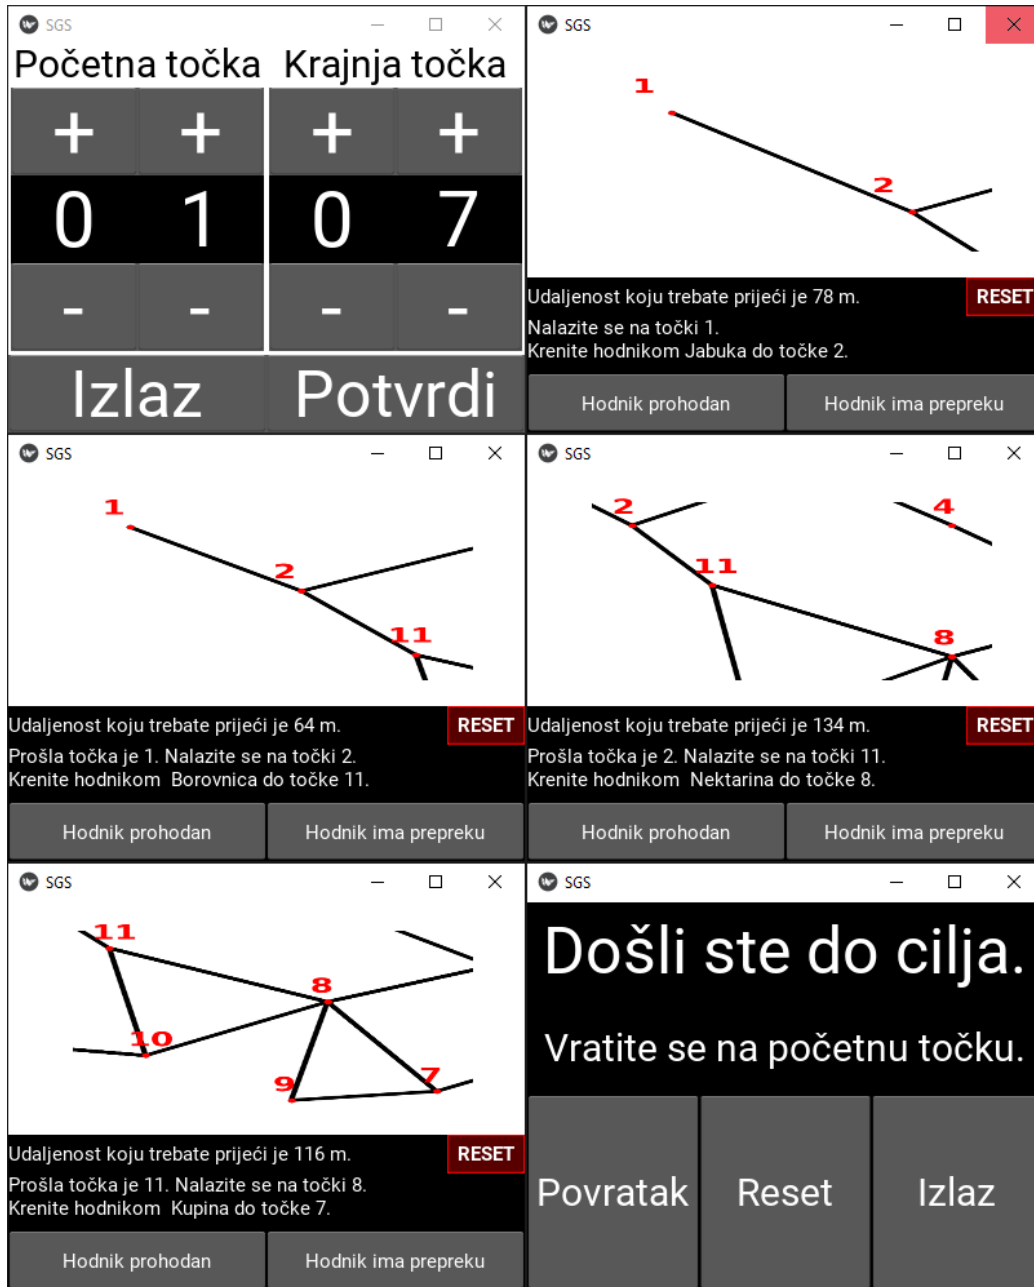 SGS
Početna točka Krajnja točka
+ + + +
0 1 0 7
- - - -
Izlaz Potvrdi
SGS
1
2
Udaljenost koju trebate prijeći je 78 m. RESET
Nalazite se na točki 1.
Krenite hodnikom Jabuka do točke 2.
Hodnik prohodan Hodnik ima prepreku
SGS
1
2
11
Udaljenost koju trebate prijeći je 64 m. RESET
Prošla točka je 1. Nalazite se na točki 2.
Krenite hodnikom  Borovnica do točke 11.
Hodnik prohodan Hodnik ima prepreku
SGS
2 4
11
8
Udaljenost koju trebate prijeći je 134 m. RESET
Prošla točka je 2. Nalazite se na točki 11.
Krenite hodnikom  Nektarina do točke 8.
Hodnik prohodan Hodnik ima prepreku
SGS
11
8
10
9 7
Udaljenost koju trebate prijeći je 116 m. RESET
Prošla točka je 11. Nalazite se na točki 8.
Krenite hodnikom  Kupina do točke 7.
Hodnik prohodan Hodnik ima prepreku
SGS
Došli ste do cilja.
Vratite se na početnu točku.
Povratak Reset Izlaz